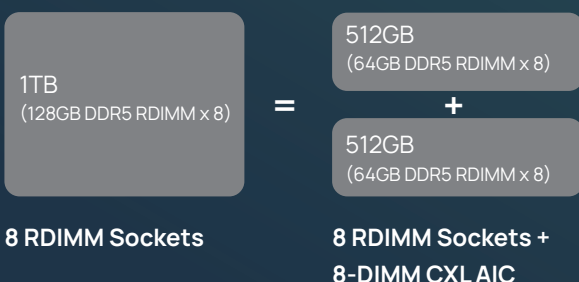 1TB
(128GB DDR5 RDIMM x 8)
=
512GB
(64GB DDR5 RDIMM x 8)
+
512GB
(64GB DDR5 RDIMM x 8)
8 RDIMM Sockets
8 RDIMM Sockets +
8-DIMM CXL AIC